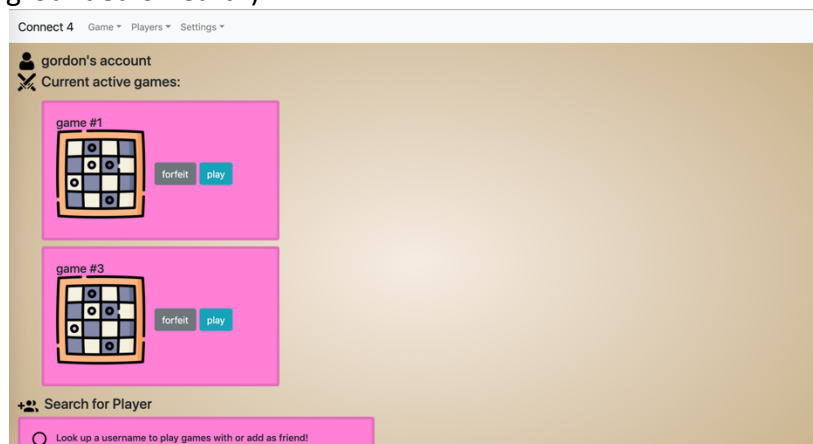 Connect 4 Game Players Settings
gordon's account
Current active games:
game #1
forfeit play
game #3
forfeit play
Search for Player
Look up a username to play games with or add as friend!